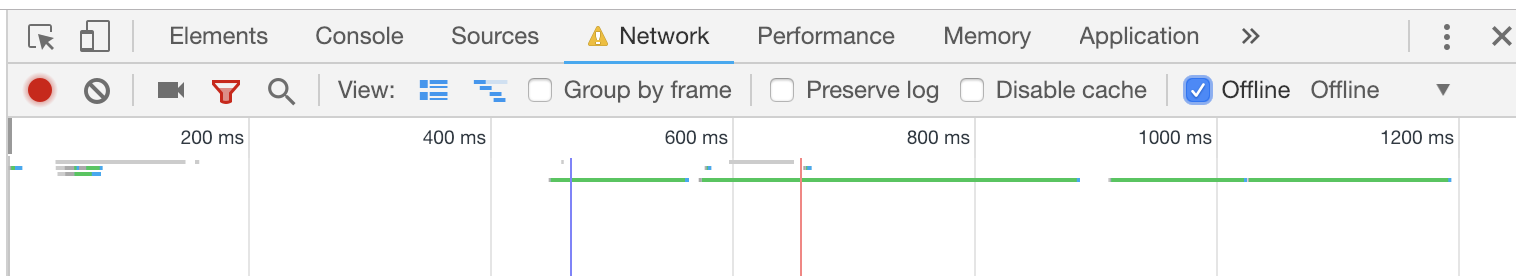 Elements Console Sources Network Performance Memory Application
View: Group by frame Preserve log Disable cache Offline Offline
200 ms 400 ms 600 ms 800 ms 1000 ms 1200 ms